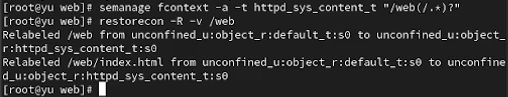 [root@yu web]# semanage fcontext -a -t httpd_sys_content_t "/web(/.*)?"
[root@yu web]# restorecon -R -v /web
Relabeled /web from unconfined_u:object_r:default_t:s0 to unconfined_u:object_
r:httpd_sys_content_t:s0
Relabeled /web/index.html from unconfined_u:object_r:default_t:s0 to unconfine
d_u:object_r:httpd_sys_content_t:s0
[root@yu web]#